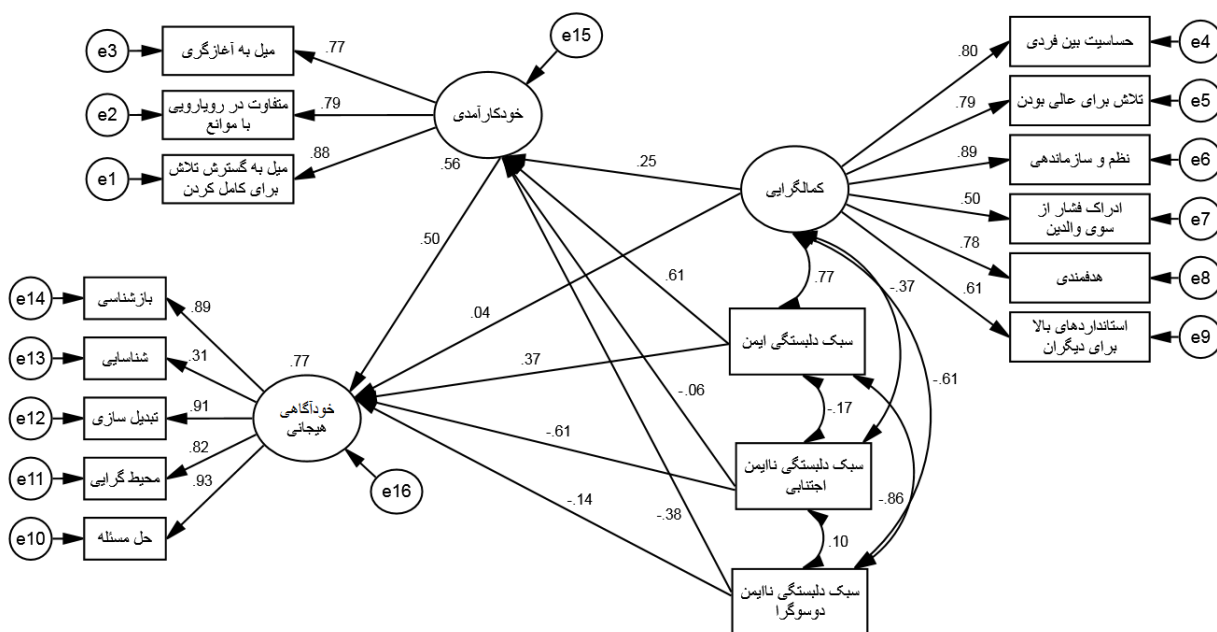 e3
میل به آغازگری
.77
e15
e2
متفاوت در رویارویی
با موانع
.79
خودکارآمدی
e1
میل به گسترش تلاش
برای کامل کردن
.88
.56
.25
کمالگرایی
.80
حساسیت بین فردی
e4
.79
تلاش برای عالی بودن
e5
.89
نظم و سازماندهی
e6
.50
ادراک فشار از
سوی والدین
e7
.78
هدفمندی
e8
.61
استانداردهای بالا
برای دیگران
e9
.50
.04
.61
.77
-.37
-.61
e14
بازشناسی
.89
e13
شناسایی
.31
e12
تبدیل سازی
.91
e11
محیط گرایی
.82
e10
حل مسئله
.93
.77
خودآگاهی
هیجانی
e16
.37
سبک دلبستگی ایمن
-.06
-.17
-.61
سبک دلبستگی ناایمن
اجتنابی
-.86
-.14
-.38
.10
سبک دلبستگی ناایمن
دوسوگرا